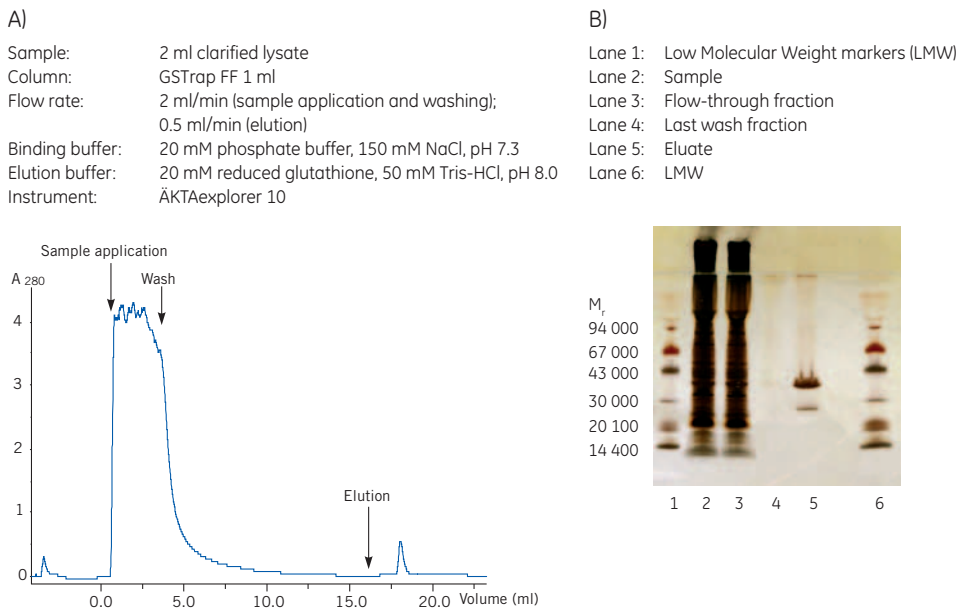 A)
Sample: 2 ml clarified lysate
Column: GSTrap FF 1 ml
Flow rate: 2 ml/min (sample application and washing);
0.5 ml/min (elution)
Binding buffer: 20 mM phosphate buffer, 150 mM NaCl, pH 7.3
Elution buffer: 20 mM reduced glutathione, 50 mM Tris-HCl, pH 8.0
Instrument: ÄKTAexplorer 10
Sample application
A 280
Wash
4
3
2
1
Elution
0
0.0 5.0 10.0 15.0 20.0 Volume (ml)
B)
Lane 1: Low Molecular Weight markers (LMW)
Lane 2: Sample
Lane 3: Flow-through fraction
Lane 4: Last wash fraction
Lane 5: Eluate
Lane 6: LMW
Mr
94 000
67 000
43 000
30 000
20 100
14 400
1 2 3 4 5 6